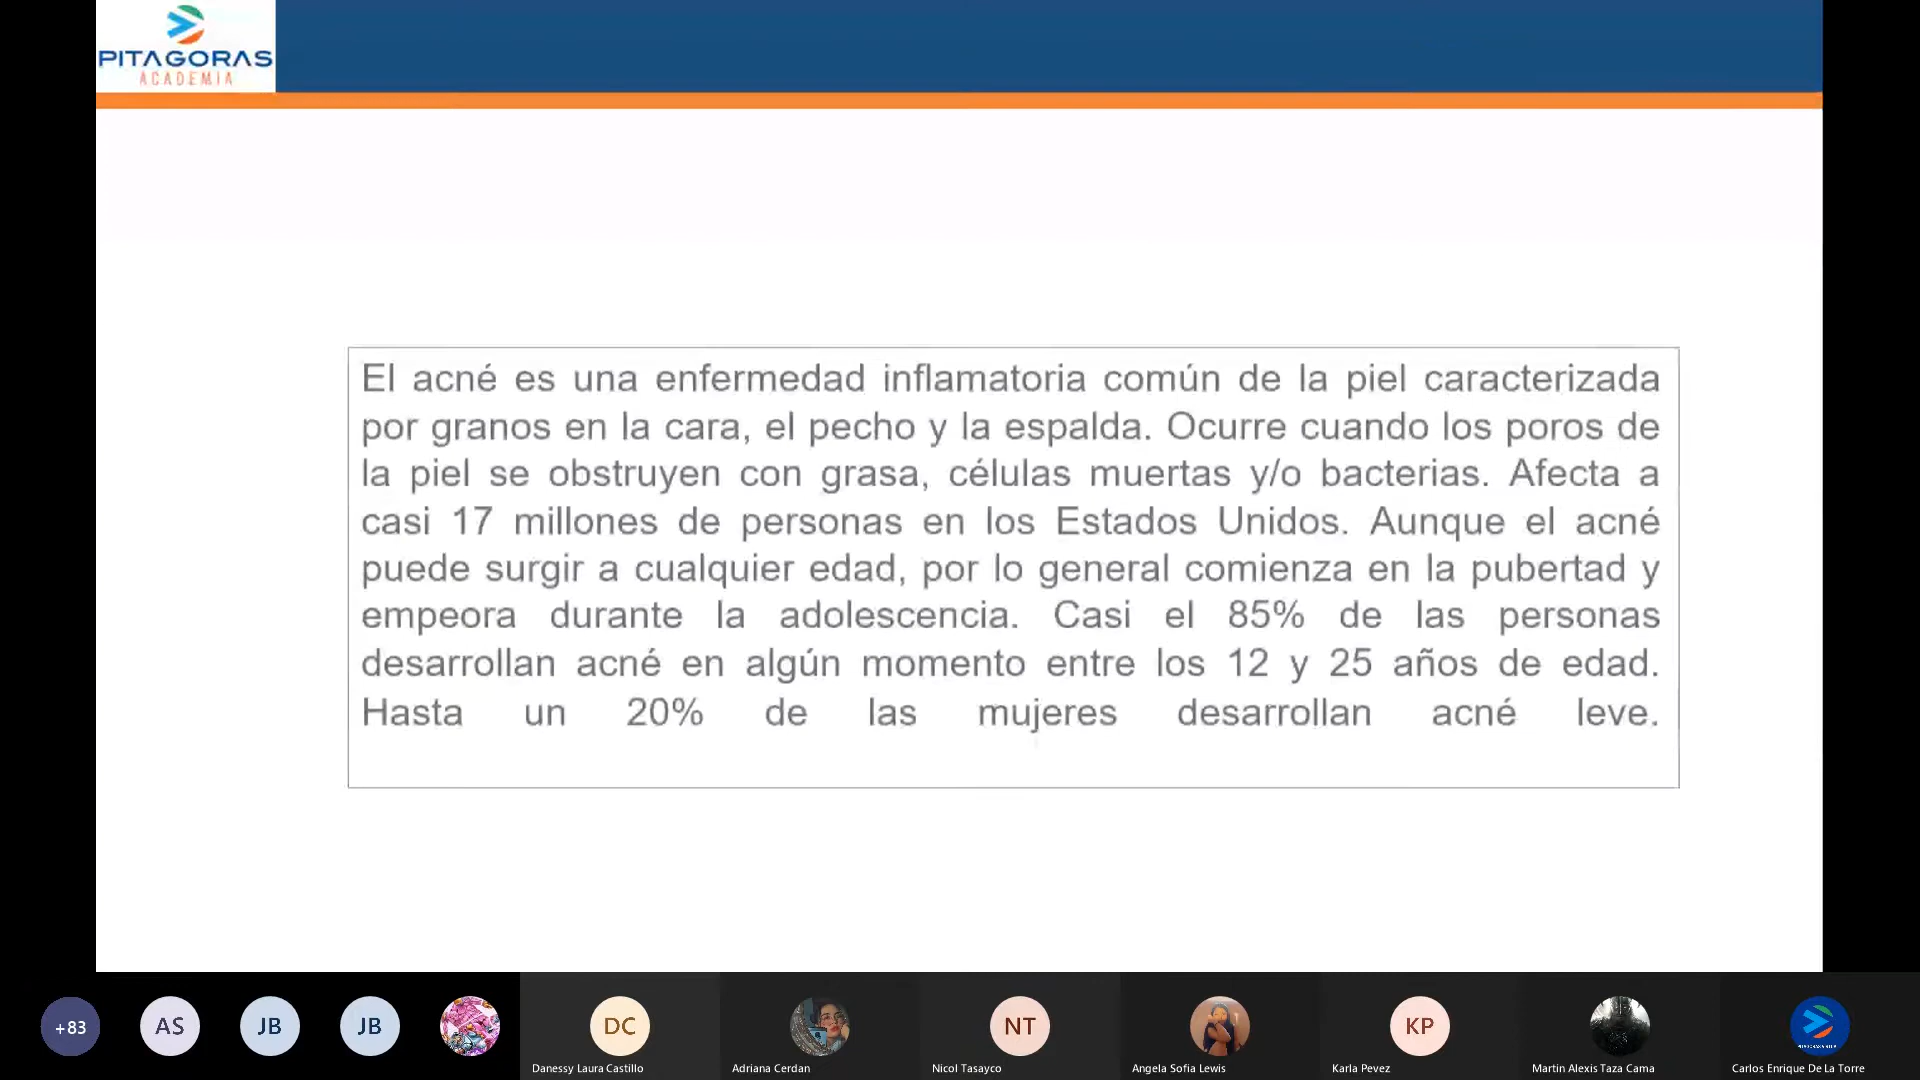 PITAGORAS
ACADEMIA
El acné es una enfermedad inflamatoria común de la piel caracterizada
por granos en la cara, el pecho y la espalda. Ocurre cuando los poros de
la piel se obstruyen con grasa, células muertas y/o bacterias. Afecta a
casi 17 millones de personas en los Estados Unidos. Aunque el acné
puede surgir a cualquier edad, por lo general comienza en la pubertad y
empeora durante la adolescencia. Casi el 85% de las personas
desarrollan acné en algún momento entre los 12 y 25 años de edad.
Hasta un 20% de las mujeres desarrollan acné leve.
+83
AS
JB
JB
DC
NT
KP
Danessy Laura Castillo
Adriana Cerdan
Nicol Tasayco
Angela Sofia Lewis
Karla Pevez
Martin Alexis Taza Cama
Carlos Enrique De La Torre